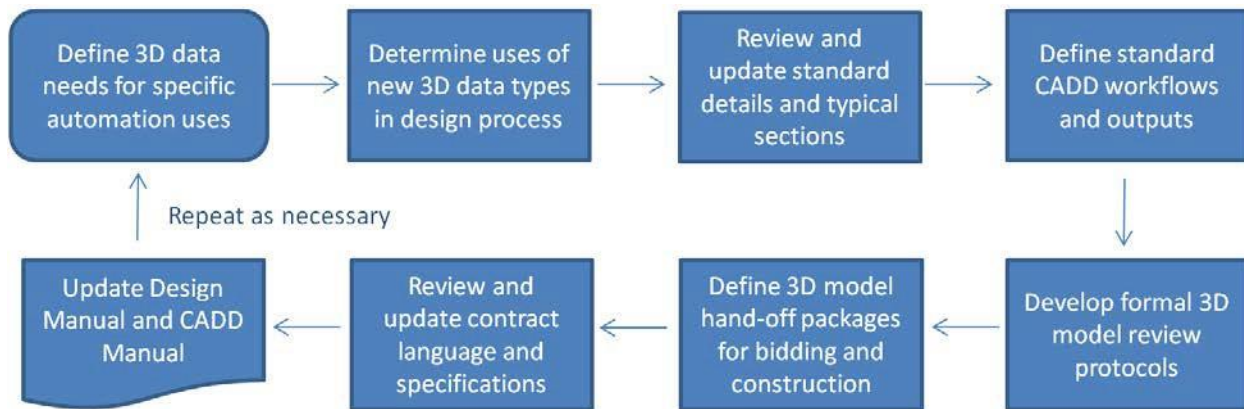 Define 3D data
needs for specific
automation uses
Determine uses of
new 3D data types
in design process
Review and
update standard
details and typical
sections
Define standard
CADD workflows
and outputs
Repeat as necessary
Update Design
Manual and CADD
Manual
Review and
update contract
language and
specifications
Define 3D model
hand-off packages
for bidding and
construction
Develop formal 3D
model review
protocols